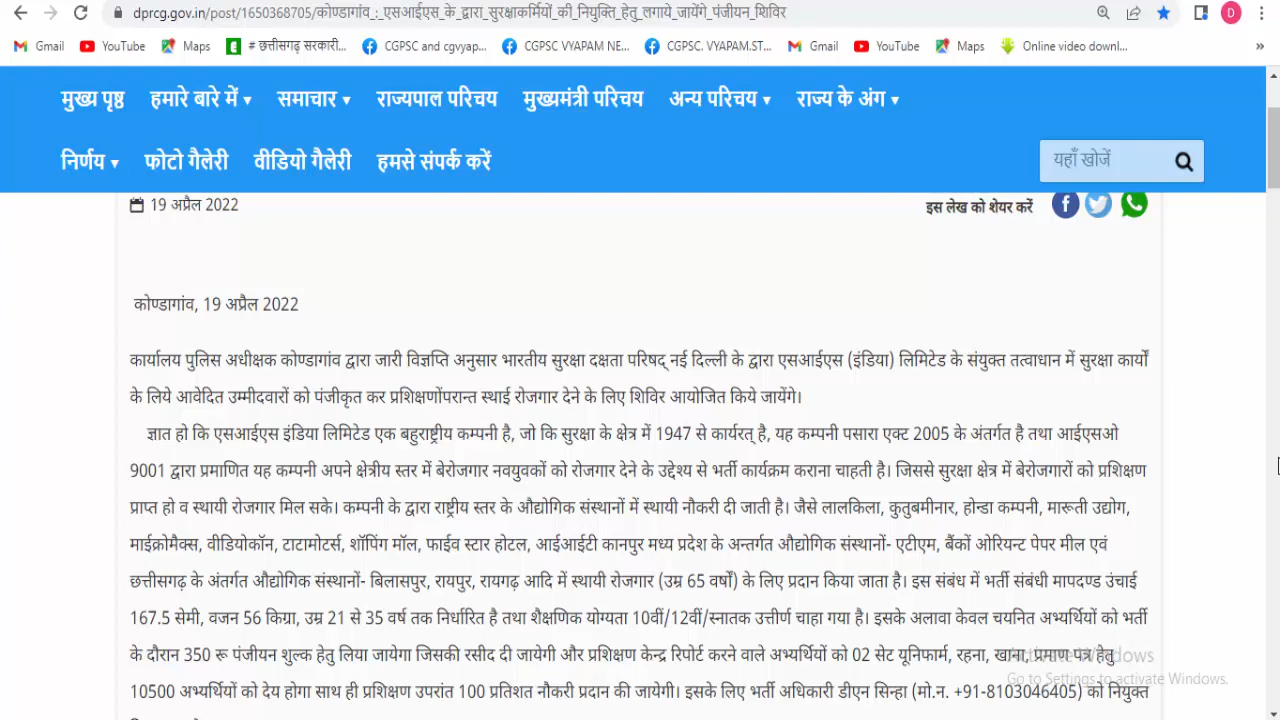 dprcg.gov.in/post/1650368705/कोण्डागांव_:_एसआईएस_के_द्वारा_सुरक्षाकर्मियों_की_नियुक्ति_हेतु_लगाये_जायेंगे_पंजीयन_शिविर
D
Gmail YouTube Maps # छत्तीसगढ़ सरकारी... CGPSC and cgvyap... CGPSC VYAPAM NE... CGPSC. VYAPAM.ST... Gmail YouTube Maps Online video downl... »
मुख्य पृष्ठ हमारे बारे में समाचार राज्यपाल परिचय मुख्यमंत्री परिचय अन्य परिचय राज्य के अंग
निर्णय फोटो गैलेरी वीडियो गैलेरी हमसे संपर्क करें यहाँ खोजें
19 अप्रैल 2022 इस लेख को शेयर करें
कोण्डागांव, 19 अप्रैल 2022
कार्यालय पुलिस अधीक्षक कोण्डागांव द्वारा जारी विज्ञप्ति अनुसार भारतीय सुरक्षा दक्षता परिषद् नई दिल्ली के द्वारा एसआईएस (इंडिया) लिमिटेड के संयुक्त तत्वाधान में सुरक्षा कार्यों
के लिये आवेदित उम्मीदवारों को पंजीकृत कर प्रशिक्षणोंपरान्त स्थाई रोजगार देने के लिए शिविर आयोजित किये जायेंगे।
ज्ञात हो कि एसआईएस इंडिया लिमिटेड एक बहुराष्ट्रीय कम्पनी है, जो कि सुरक्षा के क्षेत्र में 1947 से कार्यरत् है, यह कम्पनी पसारा एक्ट 2005 के अंतर्गत है तथा आईएसओ
9001 द्वारा प्रमाणित यह कम्पनी अपने क्षेत्रीय स्तर में बेरोजगार नवयुवकों को रोजगार देने के उद्देश्य से भर्ती कार्यक्रम कराना चाहती है। जिससे सुरक्षा क्षेत्र में बेरोजगारों को प्रशिक्षण
प्राप्त हो व स्थायी रोजगार मिल सके। कम्पनी के द्वारा राष्ट्रीय स्तर के औद्योगिक संस्थानों में स्थायी नौकरी दी जाती है। जैसे लालकिला, कुतुबमीनार, होन्डा कम्पनी, मारूती उद्योग,
माईक्रोमैक्स, वीडियोकॉन, टाटामोटर्स, शॉपिंग मॉल, फाईव स्टार होटल, आईआईटी कानपुर मध्य प्रदेश के अन्तर्गत औद्योगिक संस्थानों- एटीएम, बैंकों ओरियन्ट पेपर मील एवं
छत्तीसगढ़ के अंतर्गत औद्योगिक संस्थानों- बिलासपुर, रायपुर, रायगढ़ आदि में स्थायी रोजगार (उम्र 65 वर्षों) के लिए प्रदान किया जाता है। इस संबंध में भर्ती संबंधी मापदण्ड उंचाई
167.5 सेमी, वजन 56 किग्रा, उम्र 21 से 35 वर्ष तक निर्धारित है तथा शैक्षणिक योग्यता 10वीं/12वीं/स्नातक उत्तीर्ण चाहा गया है। इसके अलावा केवल चयनित अभ्यर्थियों को भर्ती
के दौरान 350 रू पंजीयन शुल्क हेतु लिया जायेगा जिसकी रसीद दी जायेगी और प्रशिक्षण केन्द्र रिपोर्ट करने वाले अभ्यर्थियों को 02 सेट यूनिफार्म, रहना, खाना, प्रमाण पत्र हेतु
Activate Windows
Go to Settings to activate Windows.
10500 अभ्यर्थियों को देय होगा साथ ही प्रशिक्षण उपरांत 100 प्रतिशत नौकरी प्रदान की जायेगी। इसके लिए भर्ती अधिकारी डीएन सिन्हा (मो.न. +91-8103046405) को नियुक्त